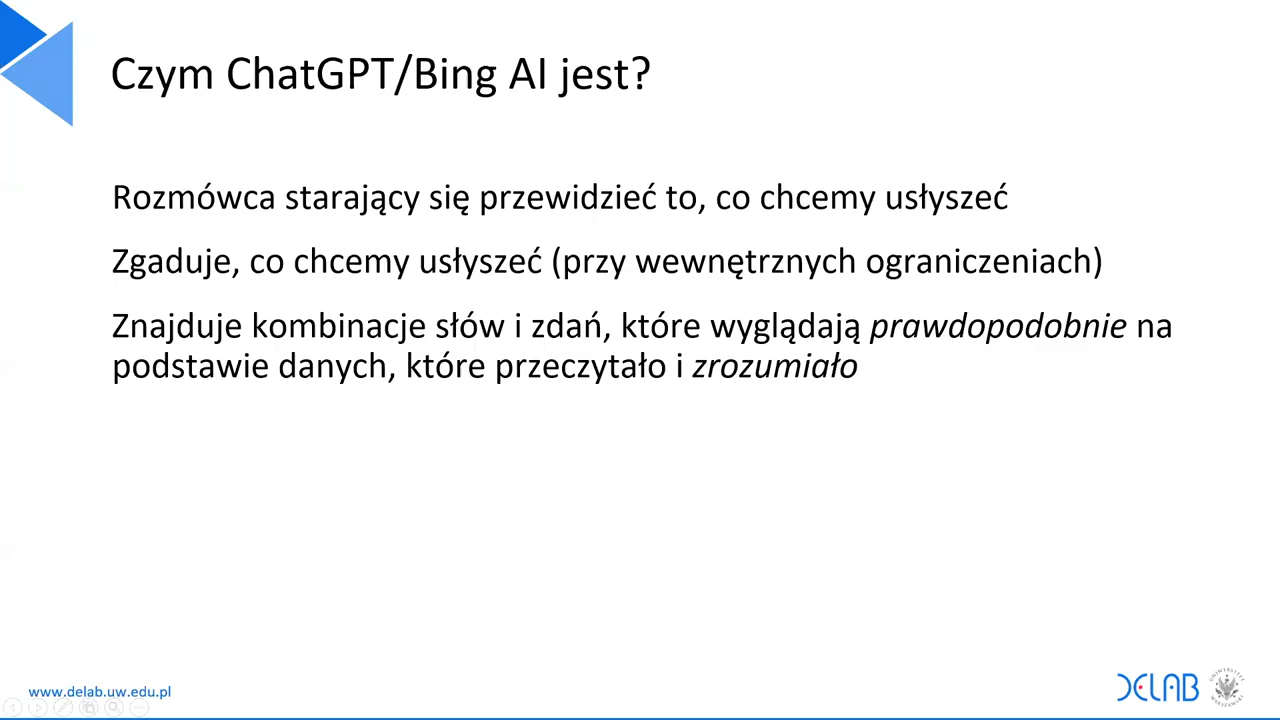 Czym ChatGPT/Bing AI jest?
Rozmówca starający się przewidzieć to, co chcemy usłyszeć
Zgaduje, co chcemy usłyszeć (przy wewnętrznych ograniczeniach)
Znajduje kombinacje słów i zdań, które wyglądają prawdopodobnie na
podstawie danych, które przeczytało i zrozumiało
www.delab.uw.edu.pl
DELAB
UNIWERSYTET
WARSZAWSKI